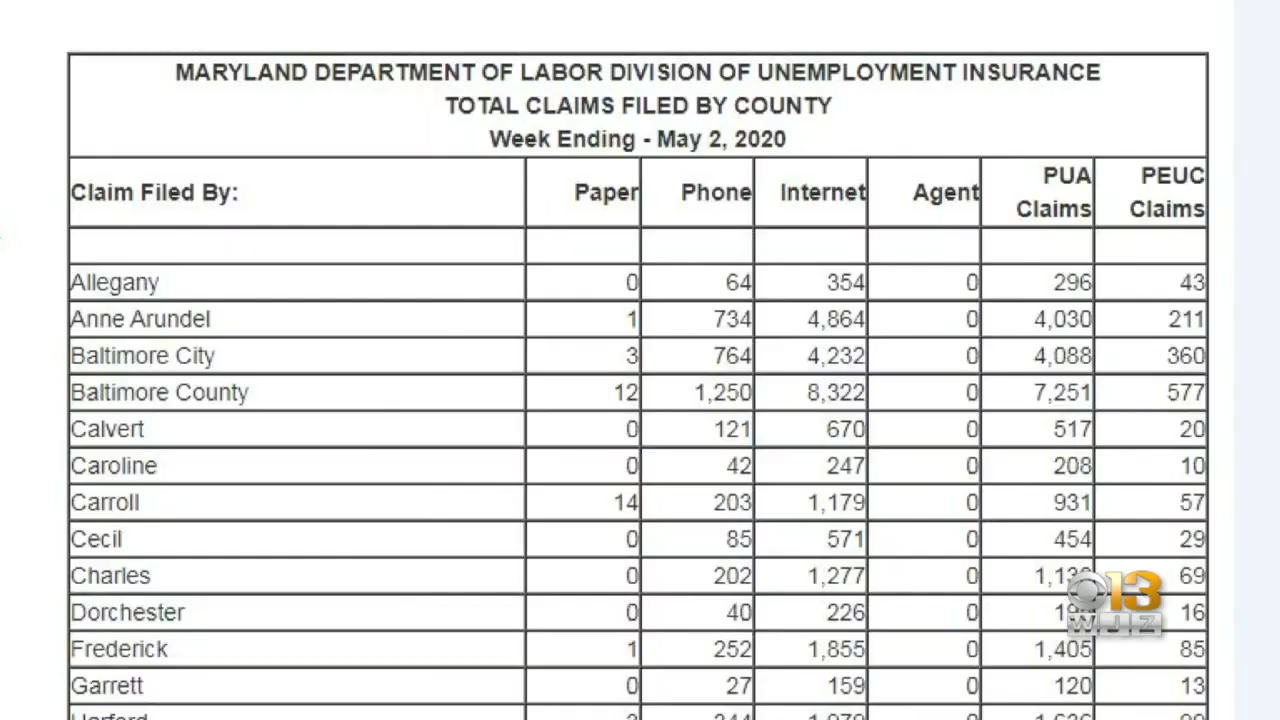 MARYLAND DEPARTMENT OF LABOR DIVISION OF UNEMPLOYMENT INSURANCE
TOTAL CLAIMS FILED BY COUNTY
Week Ending - May 2, 2020
Claim Filed By: Paper Phone Internet Agent PUA Claims PEUC Claims
Allegany 0 64 354 0 296 43
Anne Arundel 1 734 4,864 0 4,030 211
Baltimore City 3 764 4,232 0 4,088 360
Baltimore County 12 1,250 8,322 0 7,251 577
Calvert 0 121 670 0 517 20
Caroline 0 42 247 0 208 10
Carroll 14 203 1,179 0 931 57
Cecil 0 85 571 0 454 29
Charles 0 202 1,277 0 69
Dorchester 0 40 226 0 16
Frederick 1 252 1,855 0 1,405 85
Garrett 0 27 159 0 120 13
Harford
13
WJZ